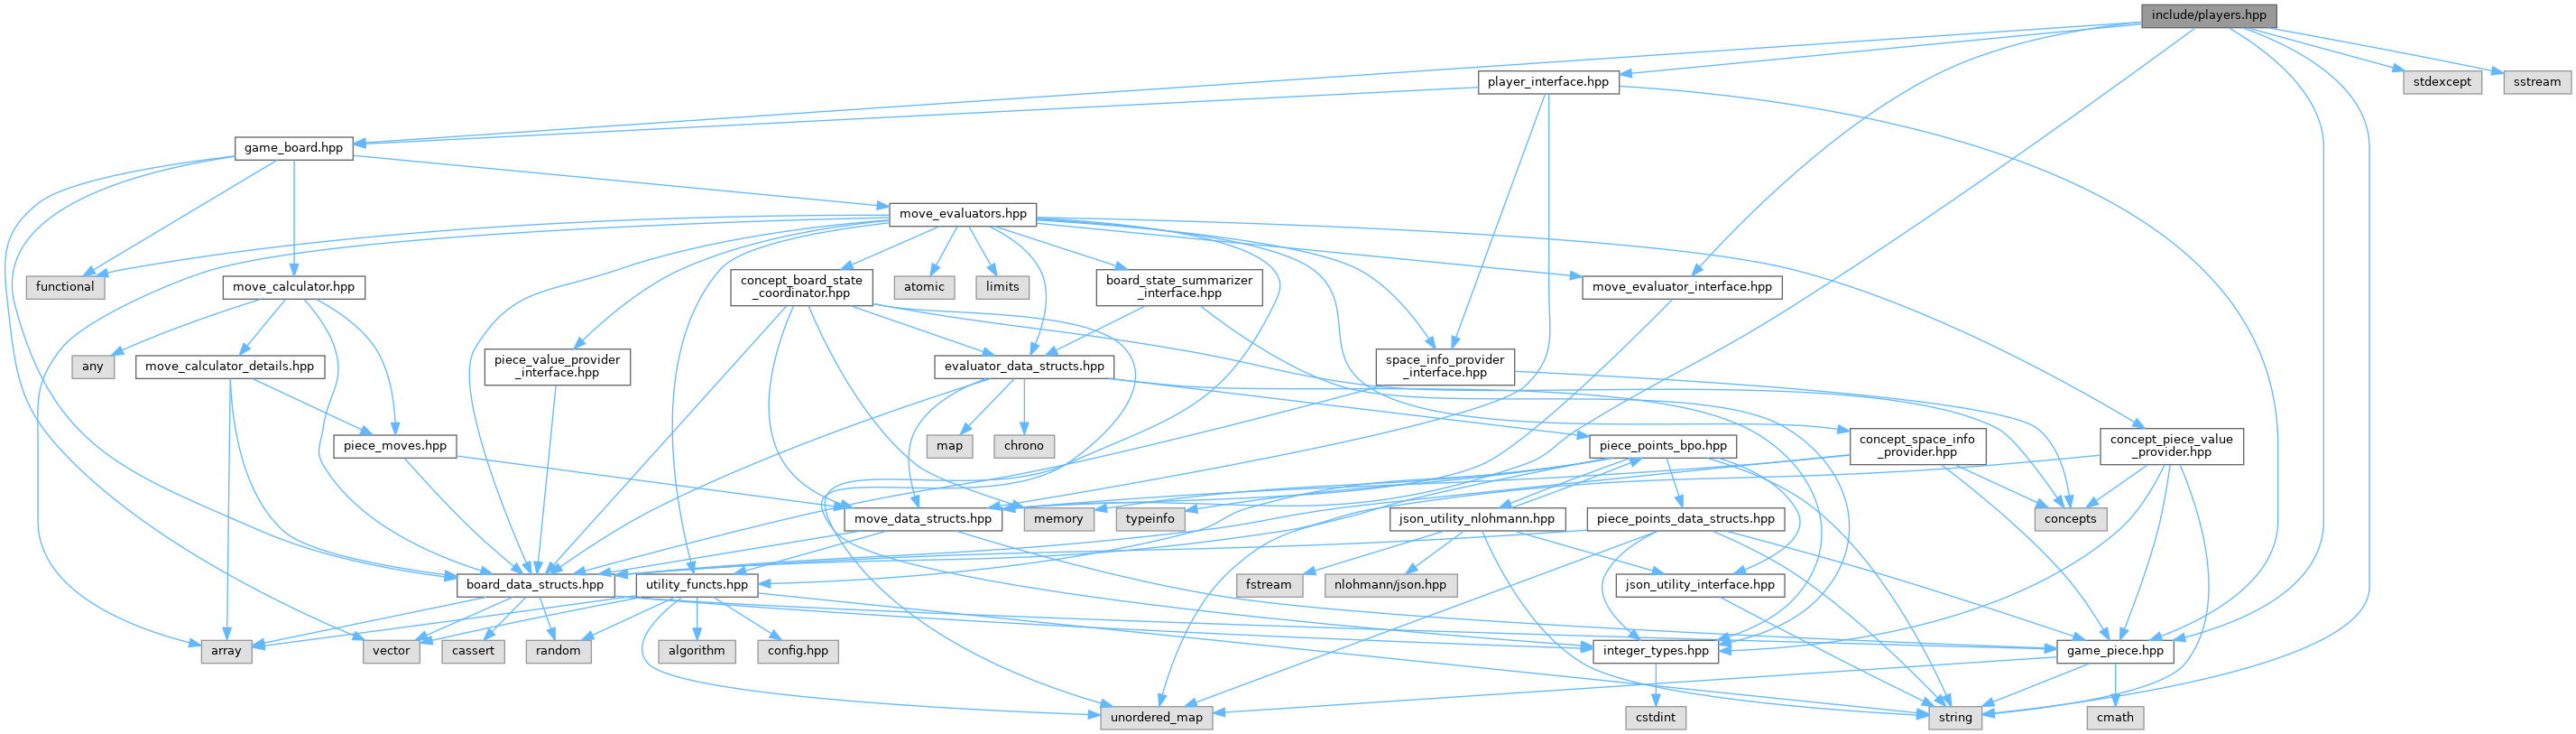 include/players.hpp
player_interface.hpp
stdexcept
sstream
game_board.hpp
move_evaluators.hpp
functional
move_calculator.hpp
concept_board_state
_coordinator.hpp
atomic
limits
board_state_summarizer
_interface.hpp
move_evaluator_interface.hpp
any
move_calculator_details.hpp
piece_value_provider
_interface.hpp
evaluator_data_structs.hpp
space_info_provider
_interface.hpp
piece_moves.hpp
map
chrono
piece_points_bpo.hpp
concept_space_info
_provider.hpp
concept_piece_value
_provider.hpp
move_data_structs.hpp
memory
typeinfo
json_utility_nlohmann.hpp
piece_points_data_structs.hpp
concepts
board_data_structs.hpp
utility_functs.hpp
fstream
nlohmann/json.hpp
json_utility_interface.hpp
array
vector
cassert
random
algorithm
config.hpp
integer_types.hpp
game_piece.hpp
unordered_map
cstdint
string
cmath